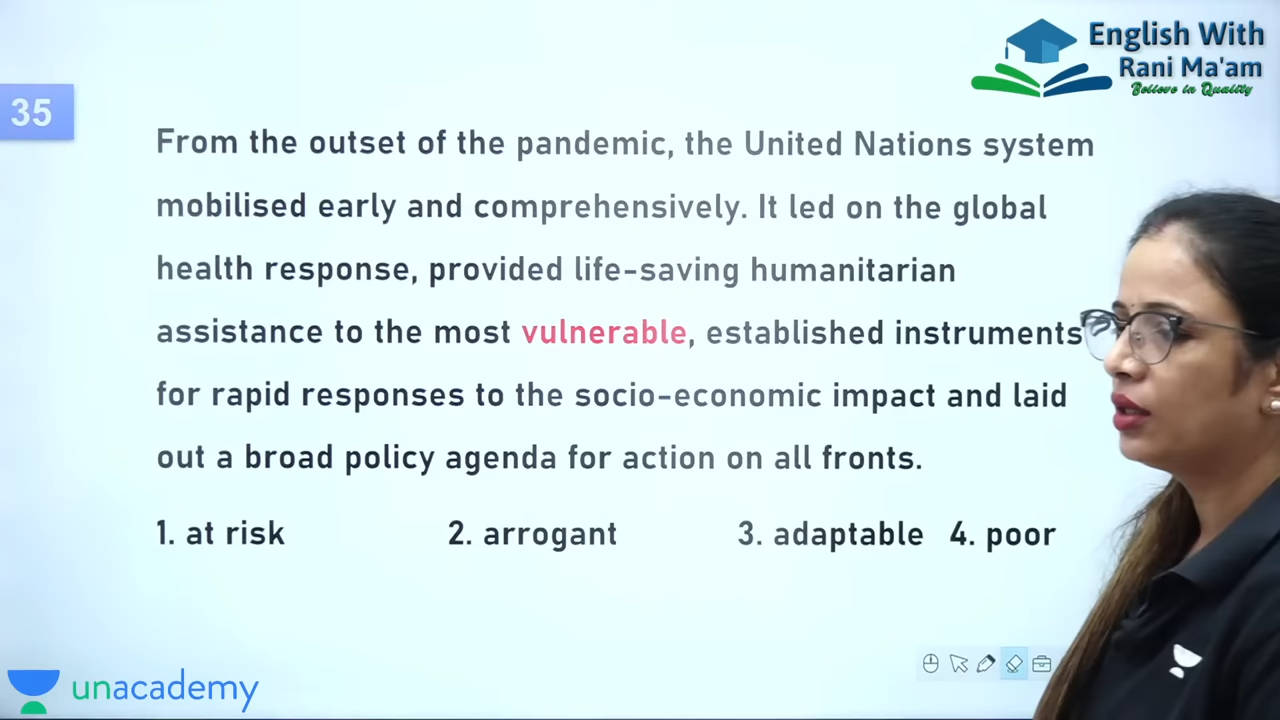 English With
Rani Ma'am
Believe in Quality
35
From the outset of the pandemic, the United Nations system
mobilised early and comprehensively. It led on the global
health response, provided life-saving humanitarian
assistance to the most vulnerable, established instruments
for rapid responses to the socio-economic impact and laid
out a broad policy agenda for action on all fronts.
1. at risk 2. arrogant 3. adaptable 4. poor
unacademy